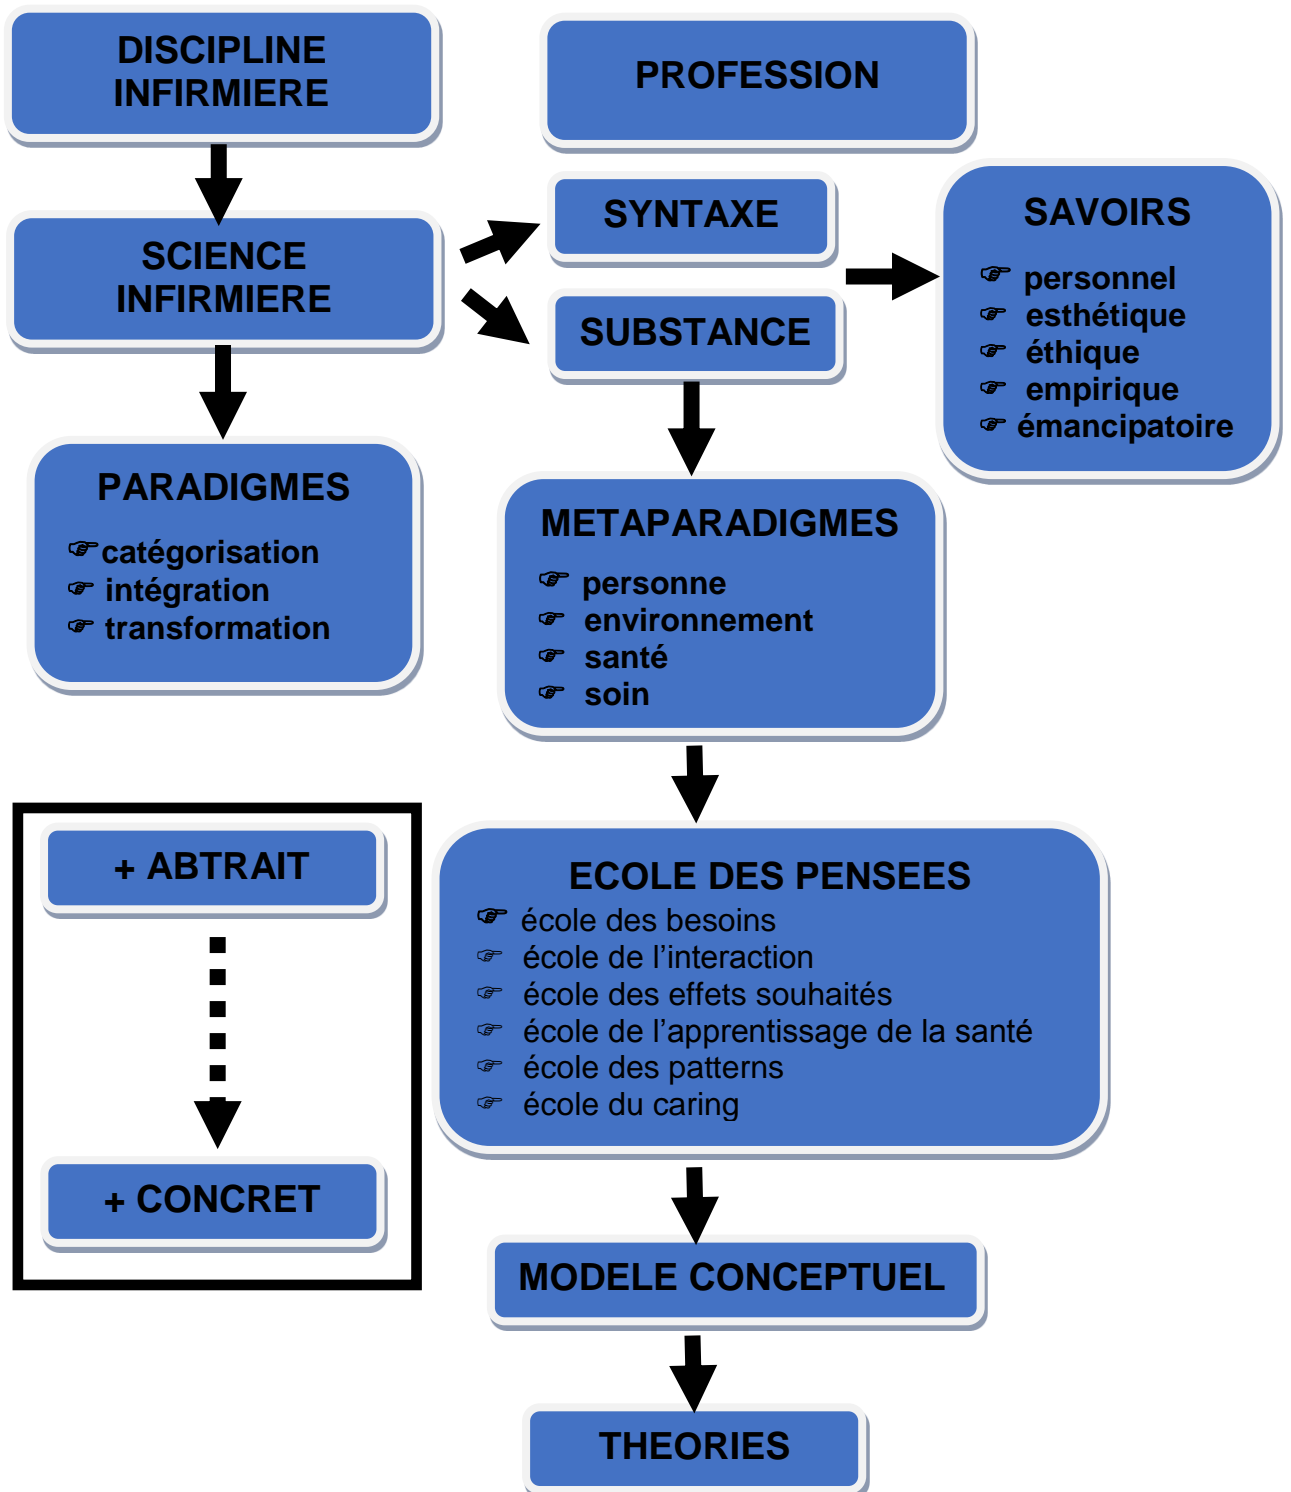 DISCIPLINE
INFIRMIERE
PROFESSION
SCIENCE
INFIRMIERE
SYNTAXE
SUBSTANCE
SAVOIRS
☞ personnel
☞ esthétique
☞ éthique
☞ empirique
☞ émancipatoire
PARADIGMES
☞ catégorisation
☞ intégration
☞ transformation
METAPARADIGMES
☞ personne
☞ environnement
☞ santé
☞ soin
+ ABTRAIT
+ CONCRET
ECOLE DES PENSEES
☞ école des besoins
☞ école de l’interaction
☞ école des effets souhaités
☞ école de l’apprentissage de la santé
☞ école des patterns
☞ école du caring
MODELE CONCEPTUEL
THEORIES